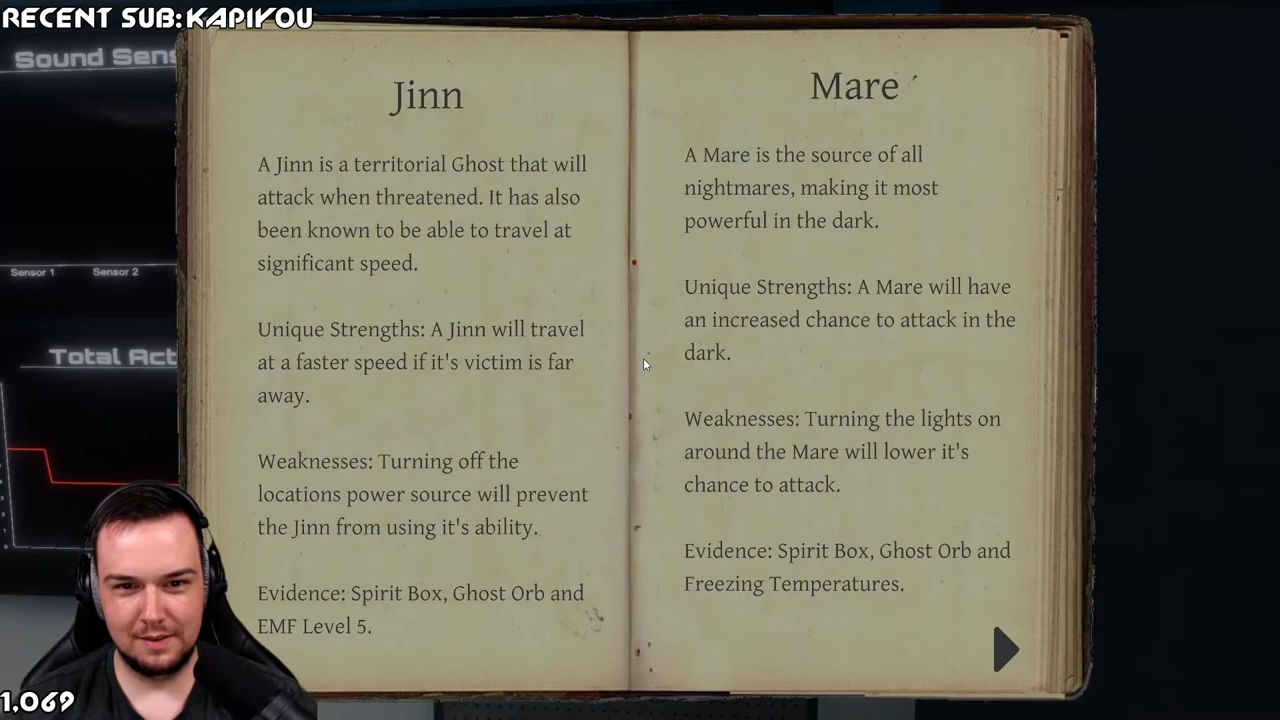 RECENT SUB: KAPIYOU
Sound Sens
Sensor 1 Sensor 2
Total Act
1,069
Jinn
A Jinn is a territorial Ghost that will
attack when threatened. It has also
been known to be able to travel at
significant speed.
Unique Strengths: A Jinn will travel
at a faster speed if it's victim is far
away.
Weaknesses: Turning off the
locations power source will prevent
the Jinn from using it's ability.
Evidence: Spirit Box, Ghost Orb and
EMF Level 5.
Mare
A Mare is the source of all
nightmares, making it most
powerful in the dark.
Unique Strengths: A Mare will have
an increased chance to attack in the
dark.
Weaknesses: Turning the lights on
around the Mare will lower it's
chance to attack.
Evidence: Spirit Box, Ghost Orb and
Freezing Temperatures.